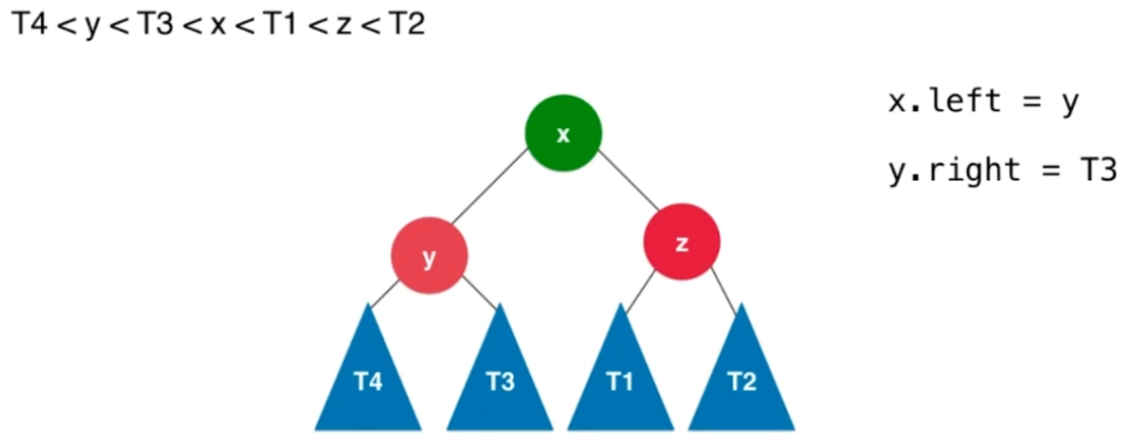 T4 < y < T3 < x < T1 < z < T2
x
x.left = y
y.right = T3
y
z
T4
T3
T1
T2